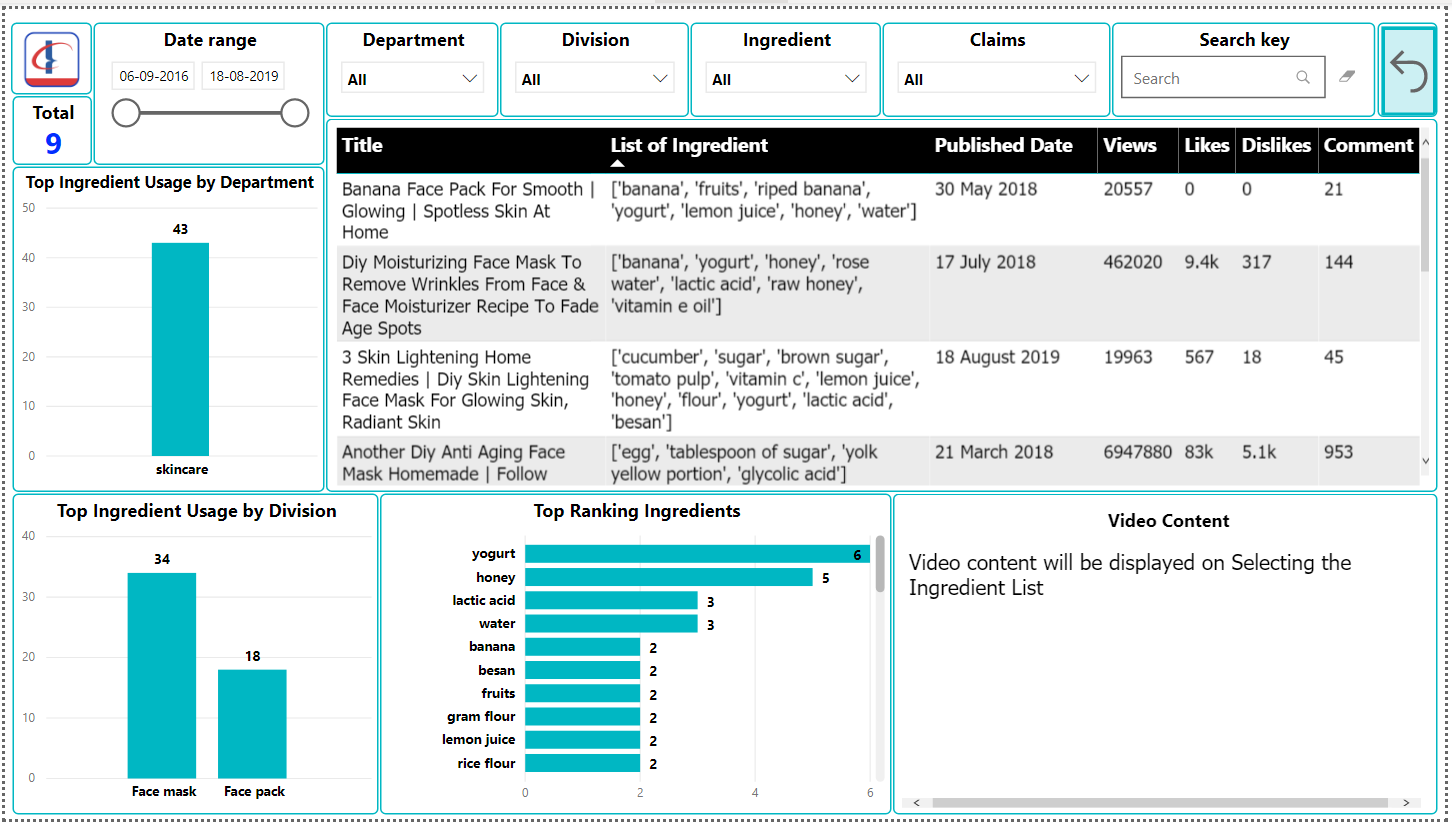 Date range
06-09-2016 18-08-2019
Department
All
Division
All
Ingredient
All
Claims
All
Search key
Search
Total
9
Top Ingredient Usage by Department
50
40
30
20
10
0
43
skincare
Title List of Ingredient Published Date Views Likes Dislikes Comment
Banana Face Pack For Smooth | ['banana', 'fruits', 'riped banana', 30 May 2018 20557 0 0 21
Glowing | Spotless Skin At 'yogurt', 'lemon juice', 'honey', 'water']
Home
Diy Moisturizing Face Mask To ['banana', 'yogurt', 'honey', 'rose 17 July 2018 462020 9.4k 317 144
Remove Wrinkles From Face & water', 'lactic acid', 'raw honey',
Face Moisturizer Recipe To Fade 'vitamin e oil']
Age Spots
3 Skin Lightening Home ['cucumber', 'sugar', 'brown sugar', 18 August 2019 19963 567 18 45
Remedies | Diy Skin Lightening 'tomato pulp', 'vitamin c', 'lemon juice',
Face Mask For Glowing Skin, 'honey', 'flour', 'yogurt', 'lactic acid',
Radiant Skin 'besan']
Another Diy Anti Aging Face ['egg', 'tablespoon of sugar', 'yolk 21 March 2018 6947880 83k 5.1k 953
Mask Homemade | Follow yellow portion', 'glycolic acid']
Top Ingredient Usage by Division
40
30
20
10
0
34
18
Face mask Face pack
Top Ranking Ingredients
yogurt 6
honey 5
lactic acid 3
water 3
banana 2
besan 2
fruits 2
gram flour 2
lemon juice 2
rice flour 2
0 2 4 6
Video Content
Video content will be displayed on Selecting the
Ingredient List